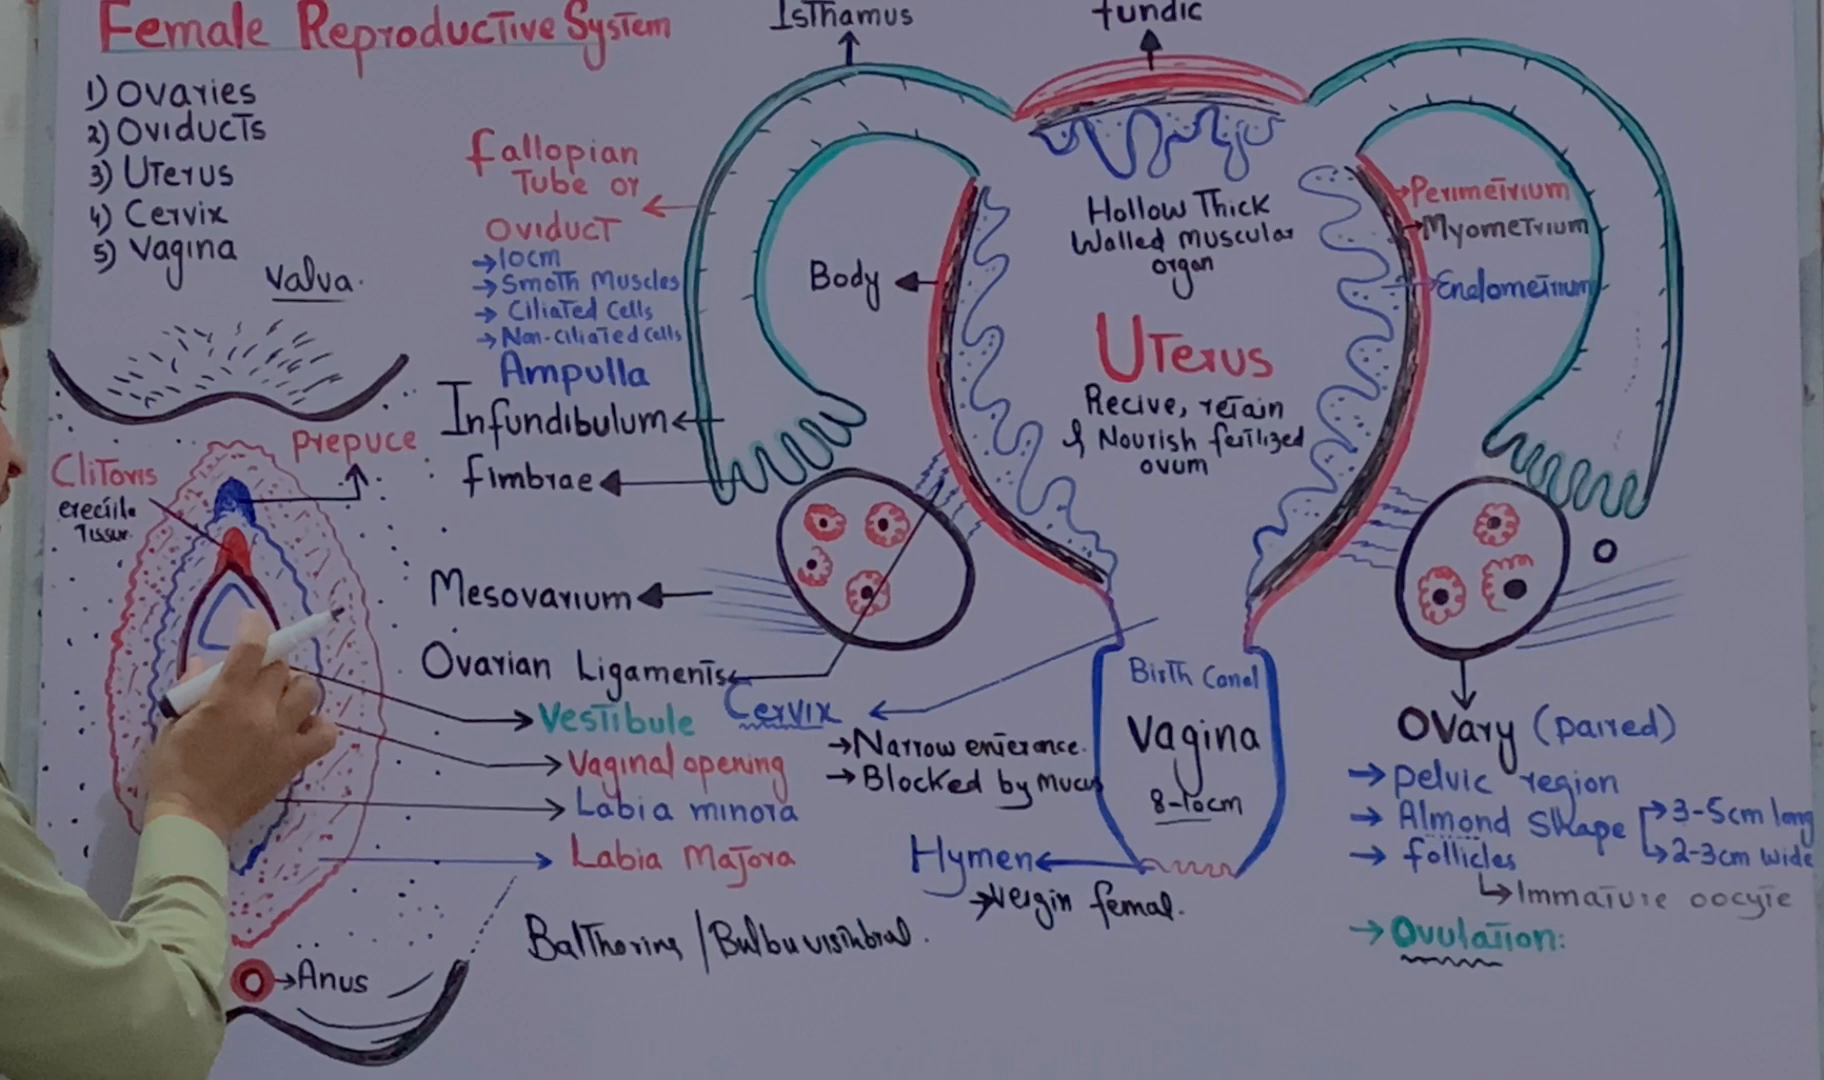 Female Reproductive System
1) Ovaries
2) Oviducts
3) Uterus
4) Cervix
5) Vagina
Valva.
Isthamus
fundic
fallopian
Tube or
Oviduct
→10cm
→Smoth Muscles
→ Ciliated Cells
→ Non-ciliated Cells
Ampulla
Infundibulum
fimbrae
Body
Hollow Thick
Walled muscular
organ
Uterus
Recive, retain
& Nourish fertilized
ovum
Perimetrium
Myometrium
Endometrium
Prepuce
Clitoris
erectile
Tissue
Mesovarium
Ovarian Ligaments
Vestibule
Vaginal opening
Labia minora
Labia Majora
Cervix
→Narrow enterance.
→Blocked by mucus
Birth Canal
Vagina
8-10cm
Hymen
→Vergin femal.
Ovary (paired)
→ pelvic region
→ Almond Shape
→3-5cm long
→2-3cm wide
→ follicles
Immature oocyte
→ Ovulation:
Anus